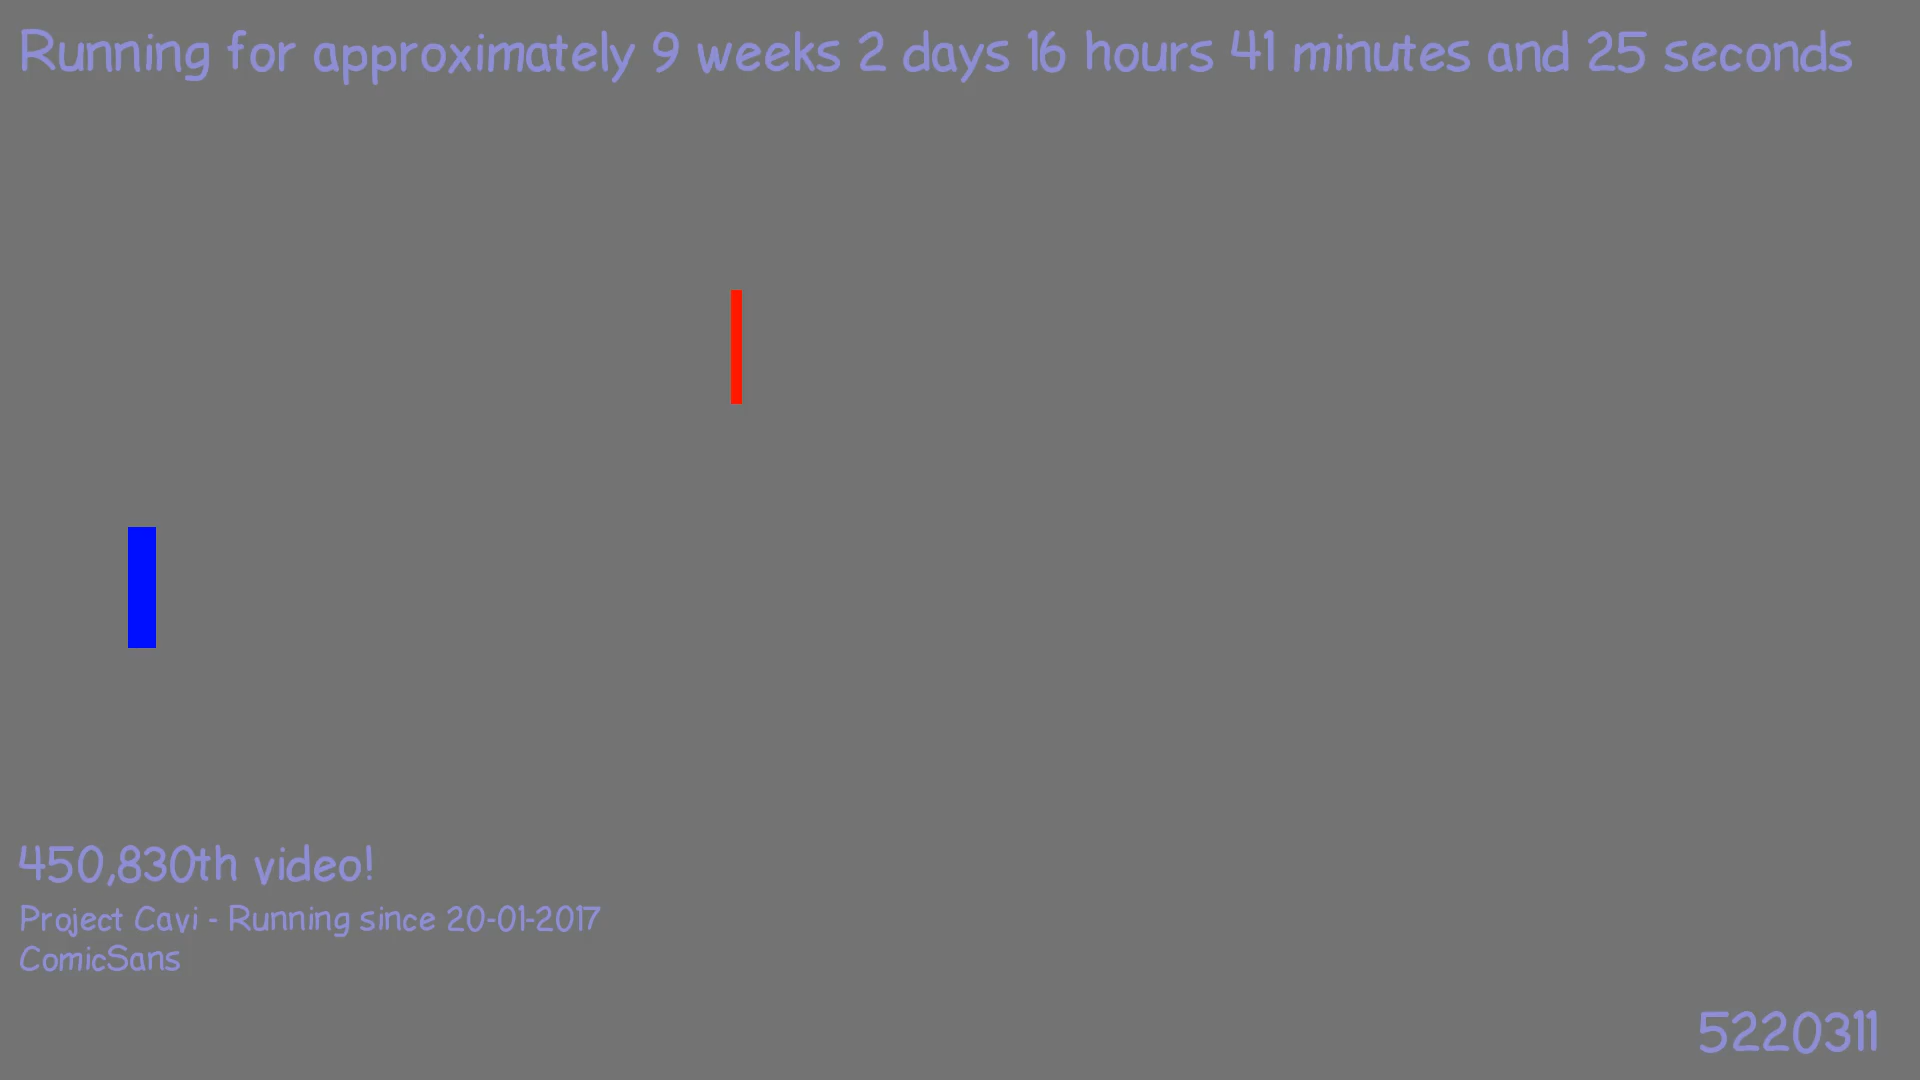 Running for approximately 9 weeks 2 days 16 hours 41 minutes and 25 seconds
450,830th video!
Project Cavi - Running since 20-01-2017
ComicSans
5220311